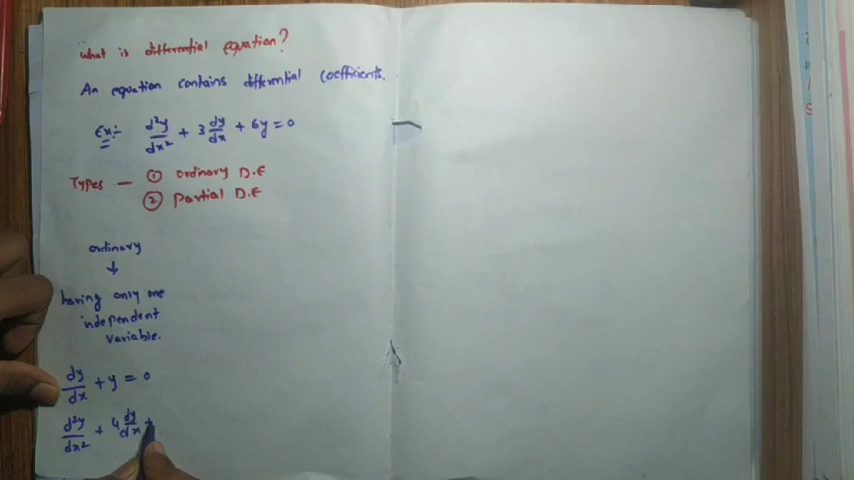 What is differential equation?
An equation contains differential coefficients.
Ex:- d²y/dx² + 3 dy/dx + 6y = 0
Types — ① ordinary D.E
② partial D.E
ordinary
↓
having only one
independent
variable.
dy/dx + y = 0
d²y/dx² + 4 dy/dx +